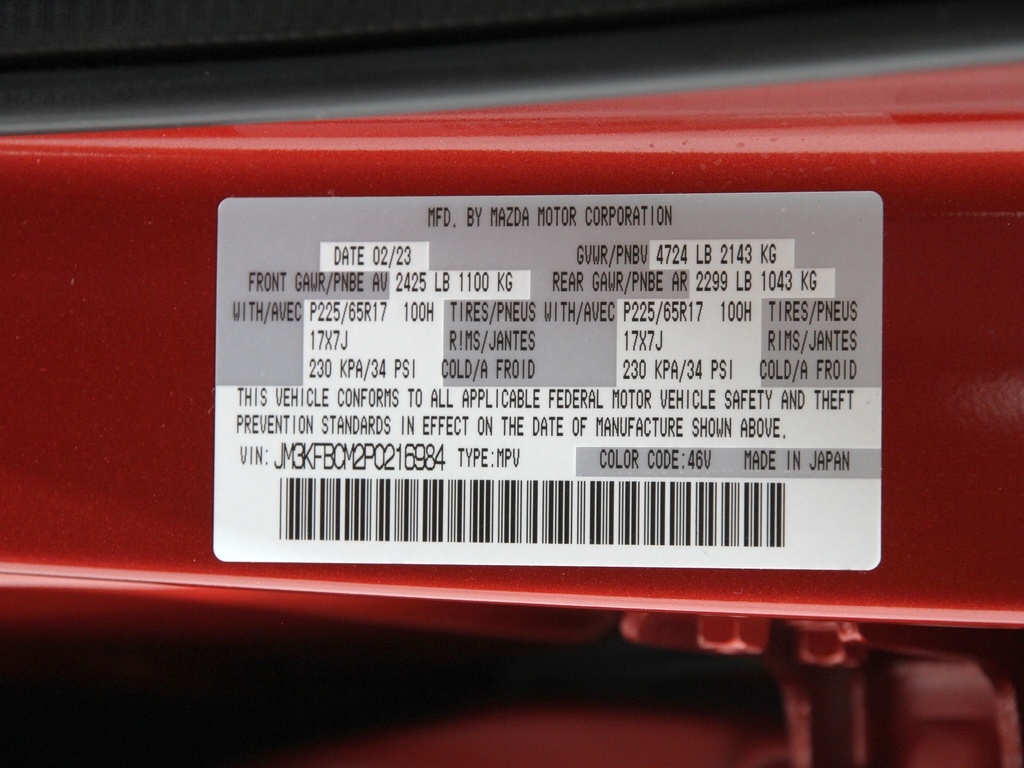 MFD. BY MAZDA MOTOR CORPORATION
DATE 02/23 GVWR/PNBV 4724 LB 2143 KG
FRONT GAWR/PNBE AV 2425 LB 1100 KG REAR GAWR/PNBE AR 2299 LB 1043 KG
WITH/AVEC P225/65R17 100H TIRES/PNEUS WITH/AVEC P225/65R17 100H TIRES/PNEUS
17X7J RIMS/JANTES 17X7J RIMS/JANTES
230 KPA/34 PSI COLD/A FROID 230 KPA/34 PSI COLD/A FROID
THIS VEHICLE CONFORMS TO ALL APPLICABLE FEDERAL MOTOR VEHICLE SAFETY AND THEFT
PREVENTION STANDARDS IN EFFECT ON THE DATE OF MANUFACTURE SHOWN ABOVE.
VIN: JM3KFBCM2P0216984 TYPE:MPV COLOR CODE:46V MADE IN JAPAN